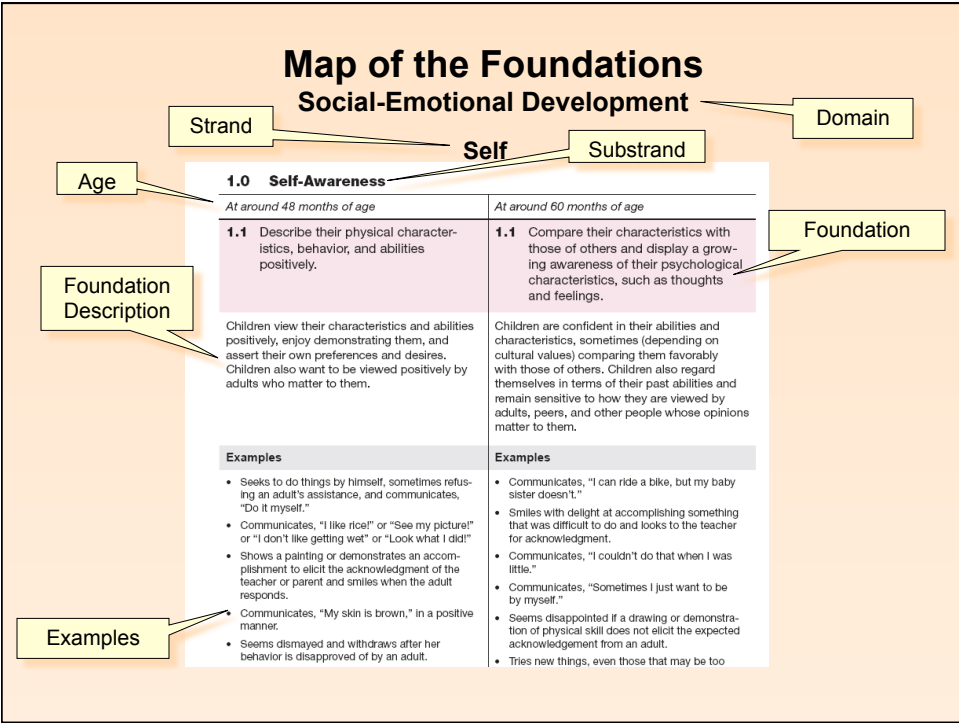 Map of the Foundations
Social-Emotional Development
Domain
Strand
Self
Substrand
Age
1.0 Self-Awareness
At around 48 months of age
At around 60 months of age
1.1 Describe their physical character-
istics, behavior, and abilities
positively.
1.1 Compare their characteristics with
those of others and display a grow-
ing awareness of their psychological
characteristics, such as thoughts
and feelings.
Foundation
Foundation
Description
Children view their characteristics and abilities
positively, enjoy demonstrating them, and
assert their own preferences and desires.
Children also want to be viewed positively by
adults who matter to them.
Children are confident in their abilities and
characteristics, sometimes (depending on
cultural values) comparing them favorably
with those of others. Children also regard
themselves in terms of their past abilities and
remain sensitive to how they are viewed by
adults, peers, and other people whose opinions
matter to them.
Examples
• Seeks to do things by himself, sometimes refus-
ing an adult's assistance, and communicates,
"Do it myself."
• Communicates, "I like rice!" or "See my picture!"
or "I don't like getting wet" or "Look what I did!"
• Shows a painting or demonstrates an accom-
plishment to elicit the acknowledgment of the
teacher or parent and smiles when the adult
responds.
• Communicates, "My skin is brown," in a positive
manner.
• Seems dismayed and withdraws after her
behavior is disapproved of by an adult.
Examples
• Communicates, "I can ride a bike, but my baby
sister doesn't."
• Smiles with delight at accomplishing something
that was difficult to do and looks to the teacher
for acknowledgment.
• Communicates, "I couldn't do that when I was
little."
• Communicates, "Sometimes I just want to be
by myself."
• Seems disappointed if a drawing or demonstra-
tion of physical skill does not elicit the expected
acknowledgement from an adult.
• Tries new things, even those that may be too
Examples